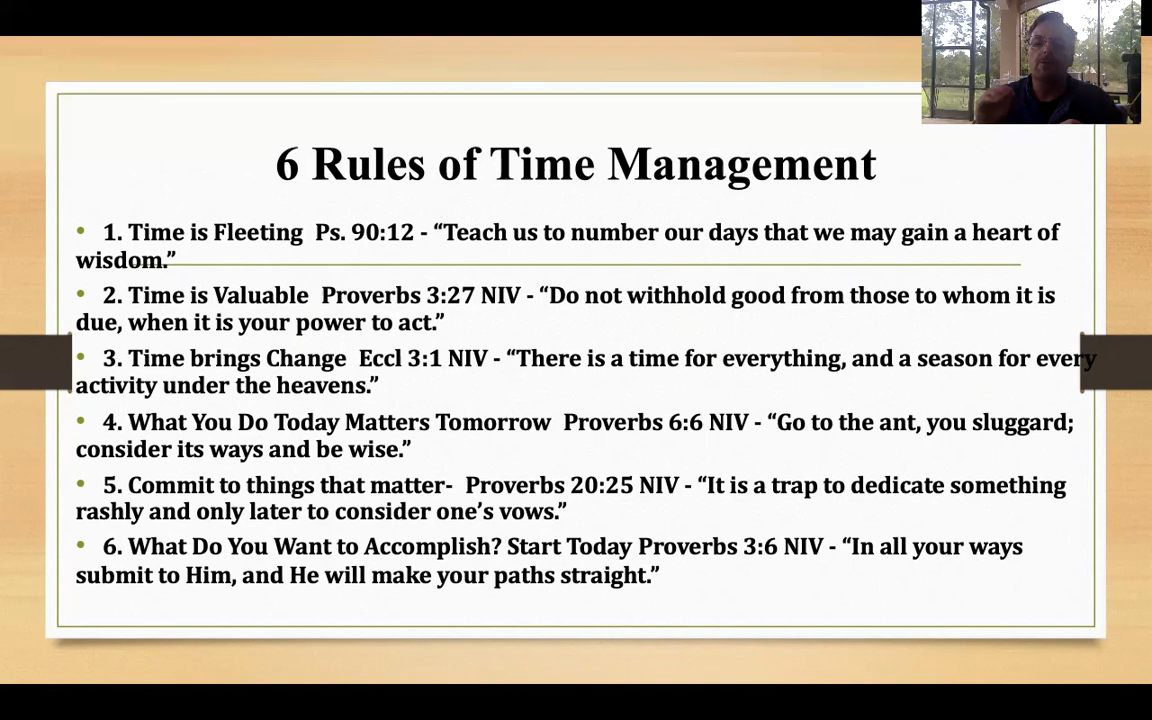 6 Rules of Time Management
• 1. Time is Fleeting Ps. 90:12 - “Teach us to number our days that we may gain a heart of
wisdom.”
• 2. Time is Valuable Proverbs 3:27 NIV - “Do not withhold good from those to whom it is
due, when it is your power to act.”
• 3. Time brings Change Eccl 3:1 NIV - “There is a time for everything, and a season for every
activity under the heavens.”
• 4. What You Do Today Matters Tomorrow Proverbs 6:6 NIV - “Go to the ant, you sluggard;
consider its ways and be wise.”
• 5. Commit to things that matter- Proverbs 20:25 NIV - “It is a trap to dedicate something
rashly and only later to consider one’s vows.”
• 6. What Do You Want to Accomplish? Start Today Proverbs 3:6 NIV - “In all your ways
submit to Him, and He will make your paths straight.”